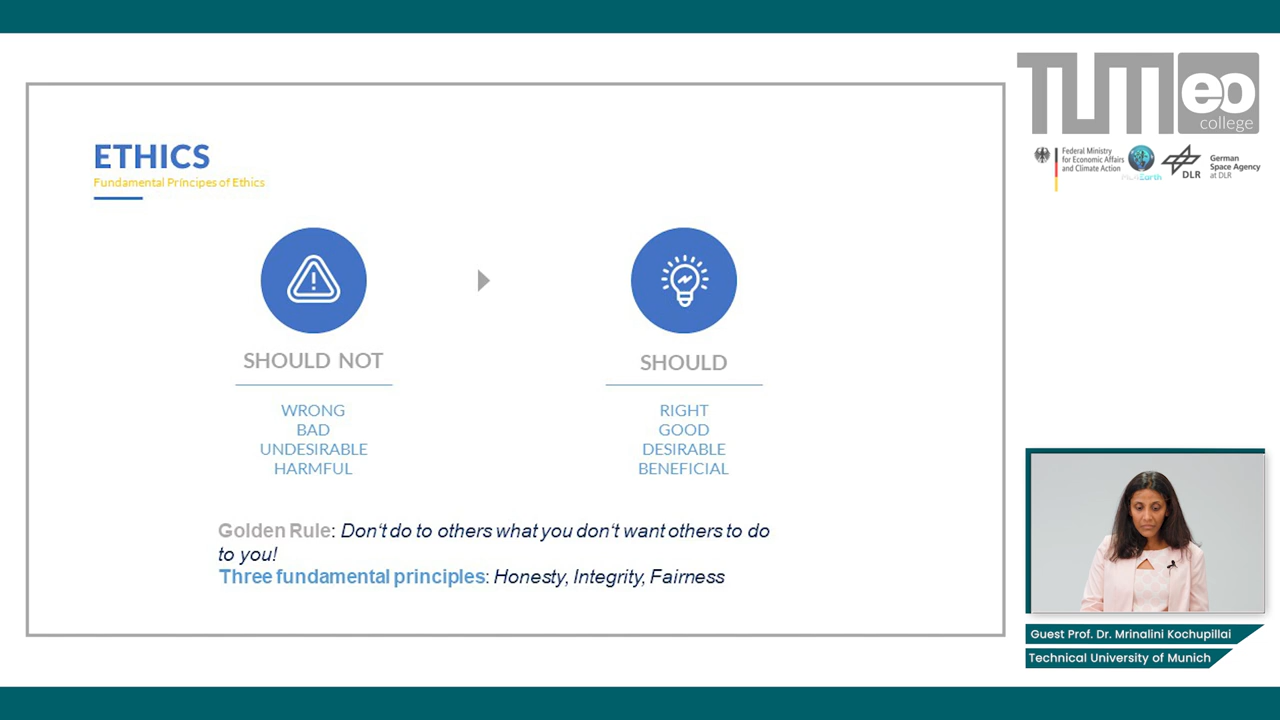 ETHICS
Fundamental Principes of Ethics
SHOULD NOT
WRONG
BAD
UNDESIRABLE
HARMFUL
SHOULD
RIGHT
GOOD
DESIRABLE
BENEFICIAL
Golden Rule: Don't do to others what you don't want others to do
to you!
Three fundamental principles: Honesty, Integrity, Fairness
TUM eo
college
Federal Ministry
for Economic Affairs
and Climate Action
DLR
German
Space Agency
at DLR
Guest Prof. Dr. Mrinalini Kochupillai
Technical University of Munich